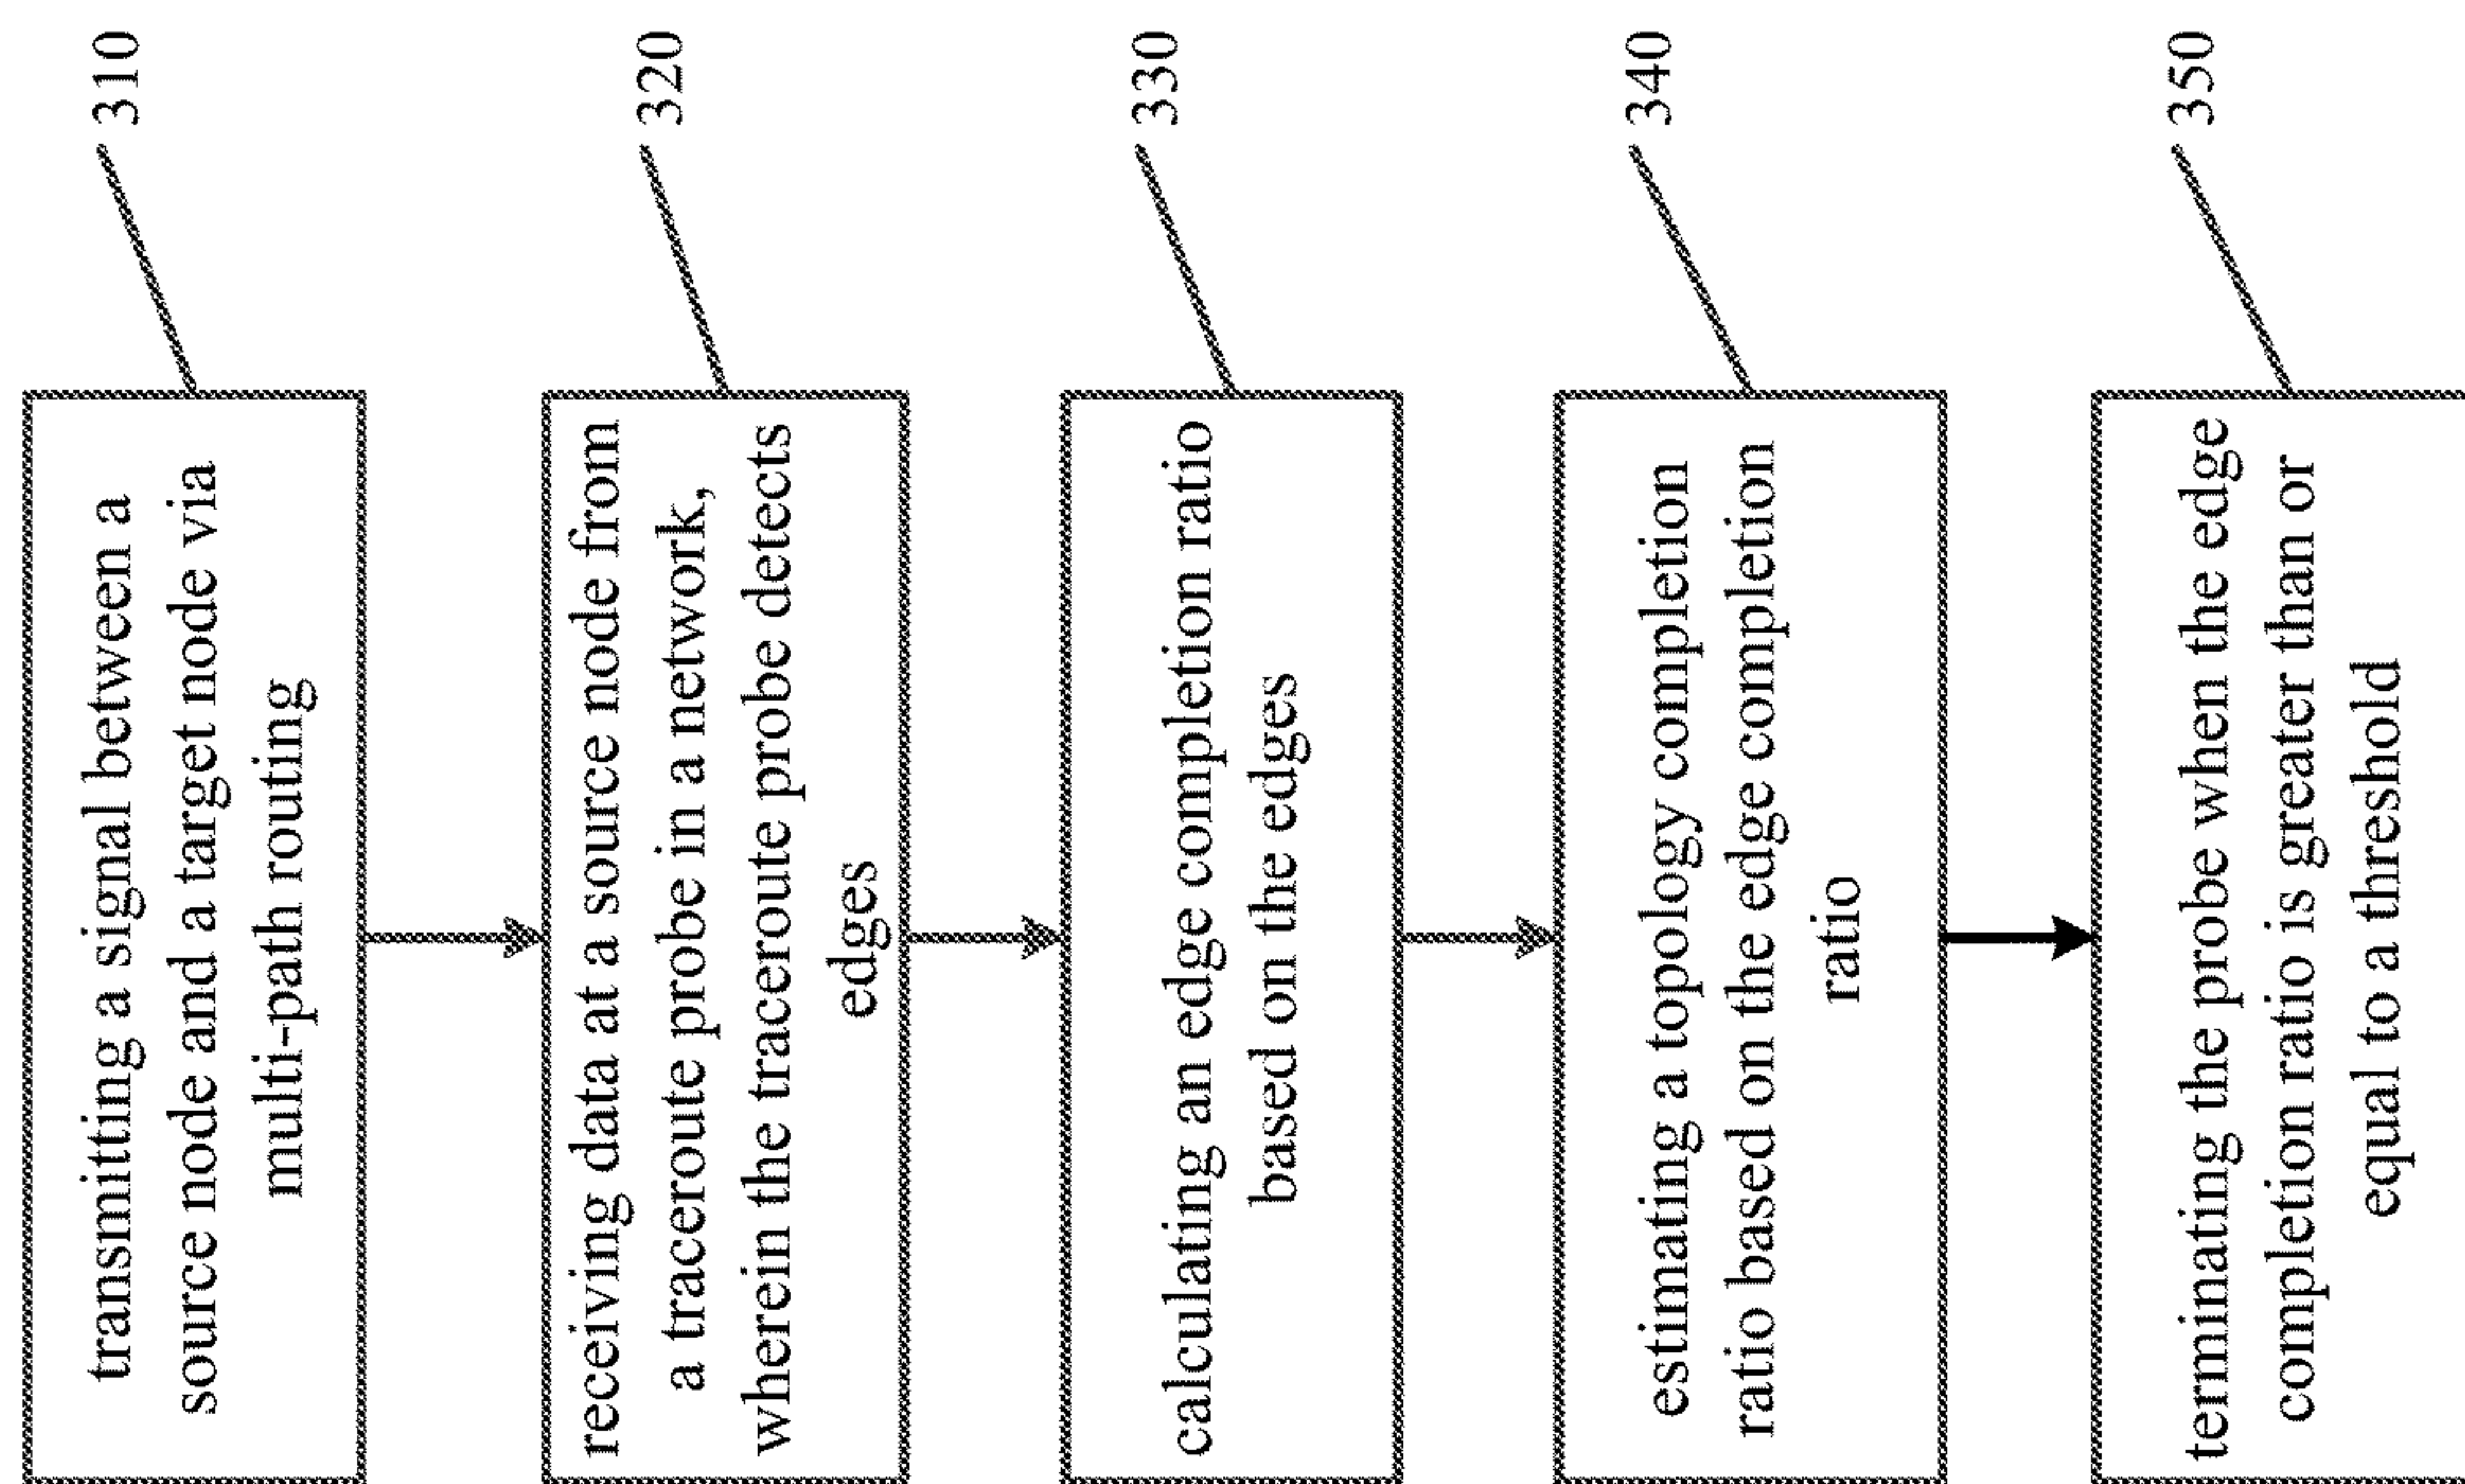 transmitting a signal between a
source node and a target node via
multi-path routing
310
receiving data at a source node from
a traceroute probe in a network,
wherein the traceroute probe detects
edges
320
calculating an edge completion ratio
based on the edges
330
estimating a topology completion
ratio based on the edge completion
ratio
340
terminating the probe when the edge
completion ratio is greater than or
equal to a threshold
350